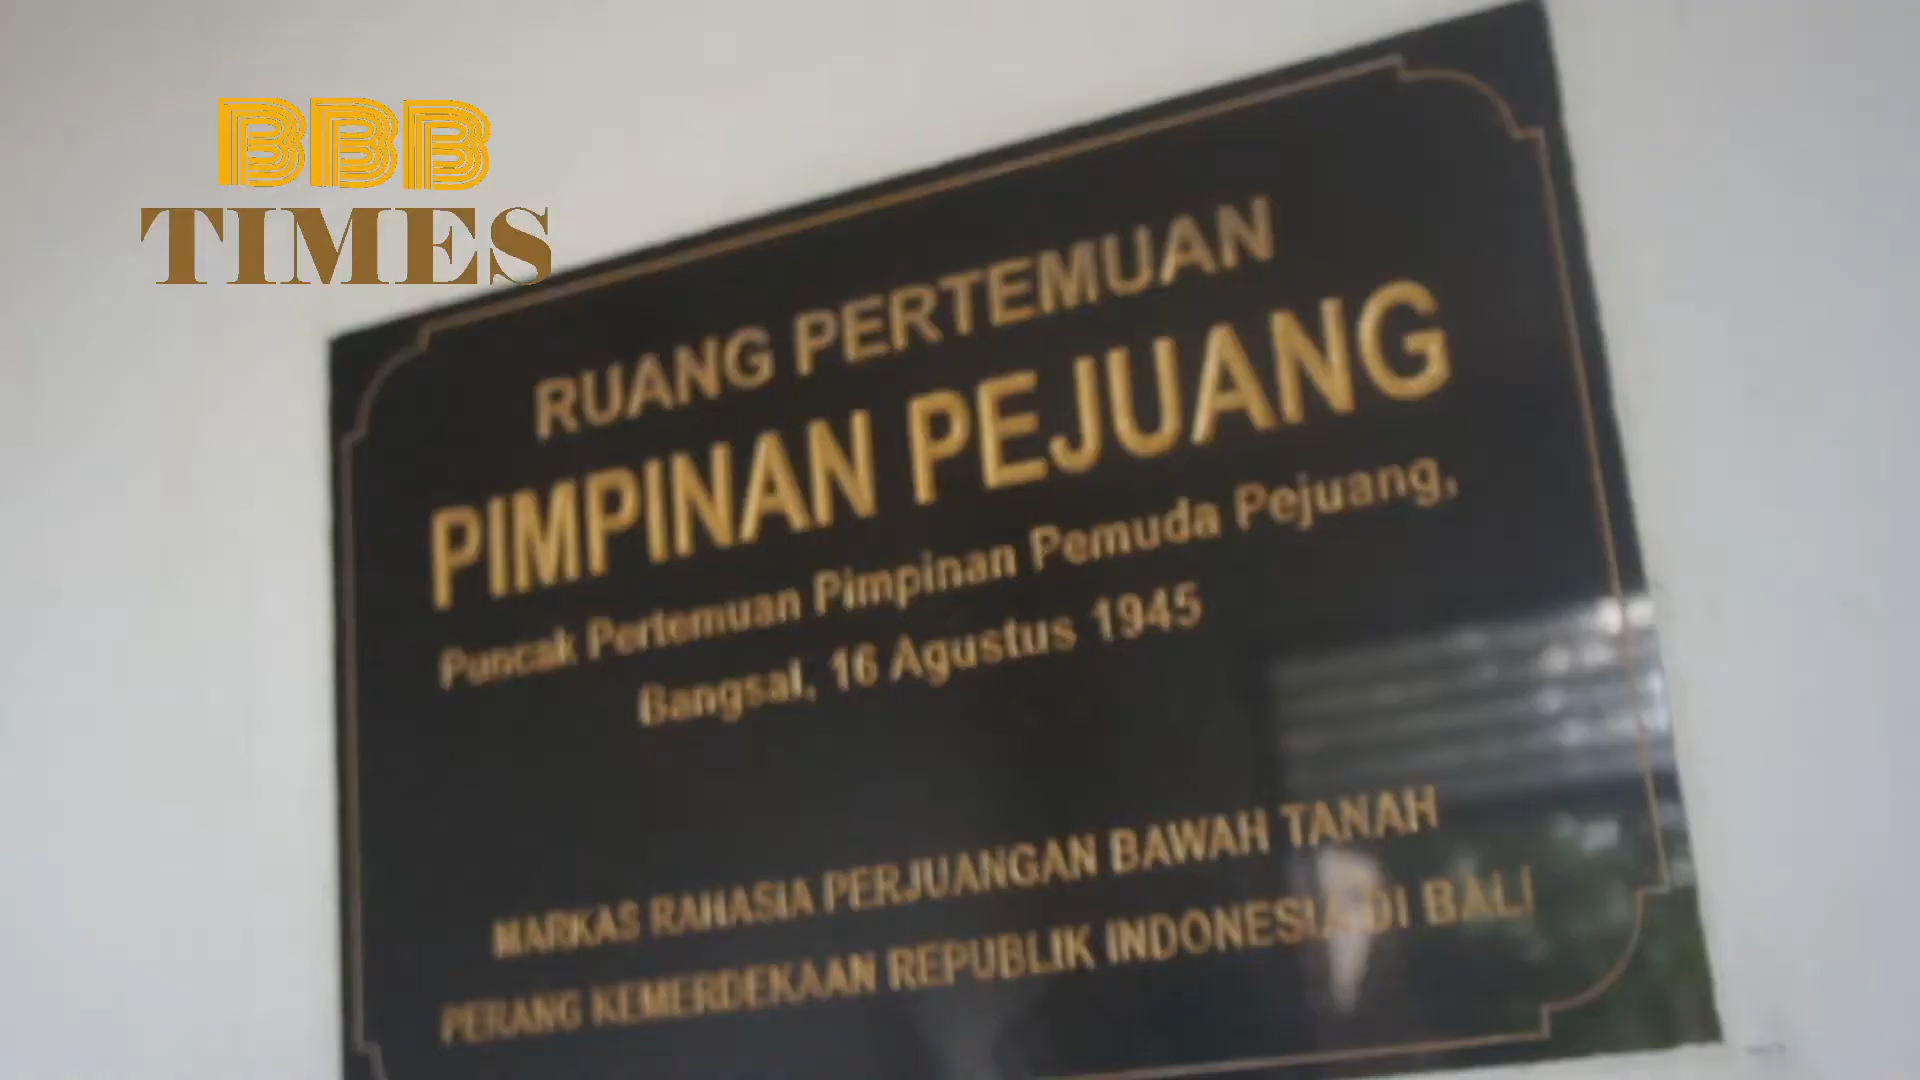 BBB
TIMES
RUANG PERTEMUAN
PIMPINAN PEJUANG
Puncak Pertemuan Pimpinan Pemuda Pejuang,
Bangsal, 16 Agustus 1945
MARKAS RAHASIA PERJUANGAN BAWAH TANAH
PERANG KEMERDEKAAN REPUBLIK INDONESIA DI BALI